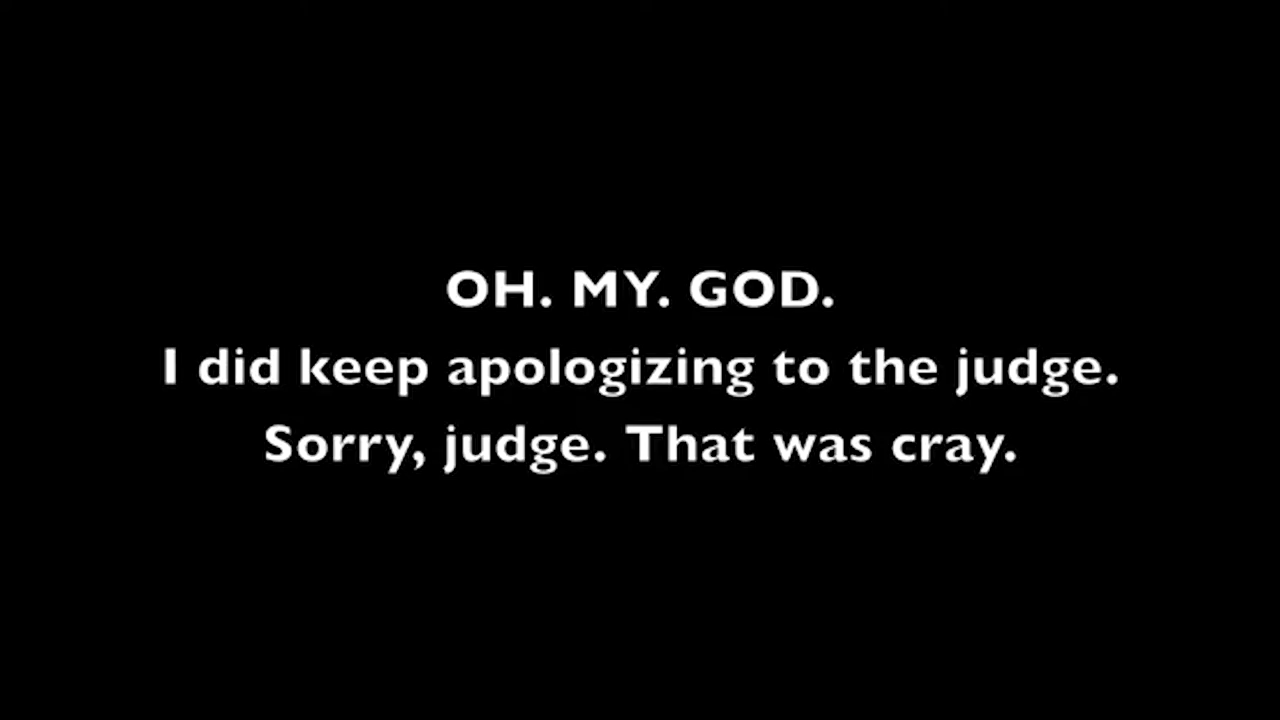 OH. MY. GOD.
I did keep apologizing to the judge.
Sorry, judge. That was cray.